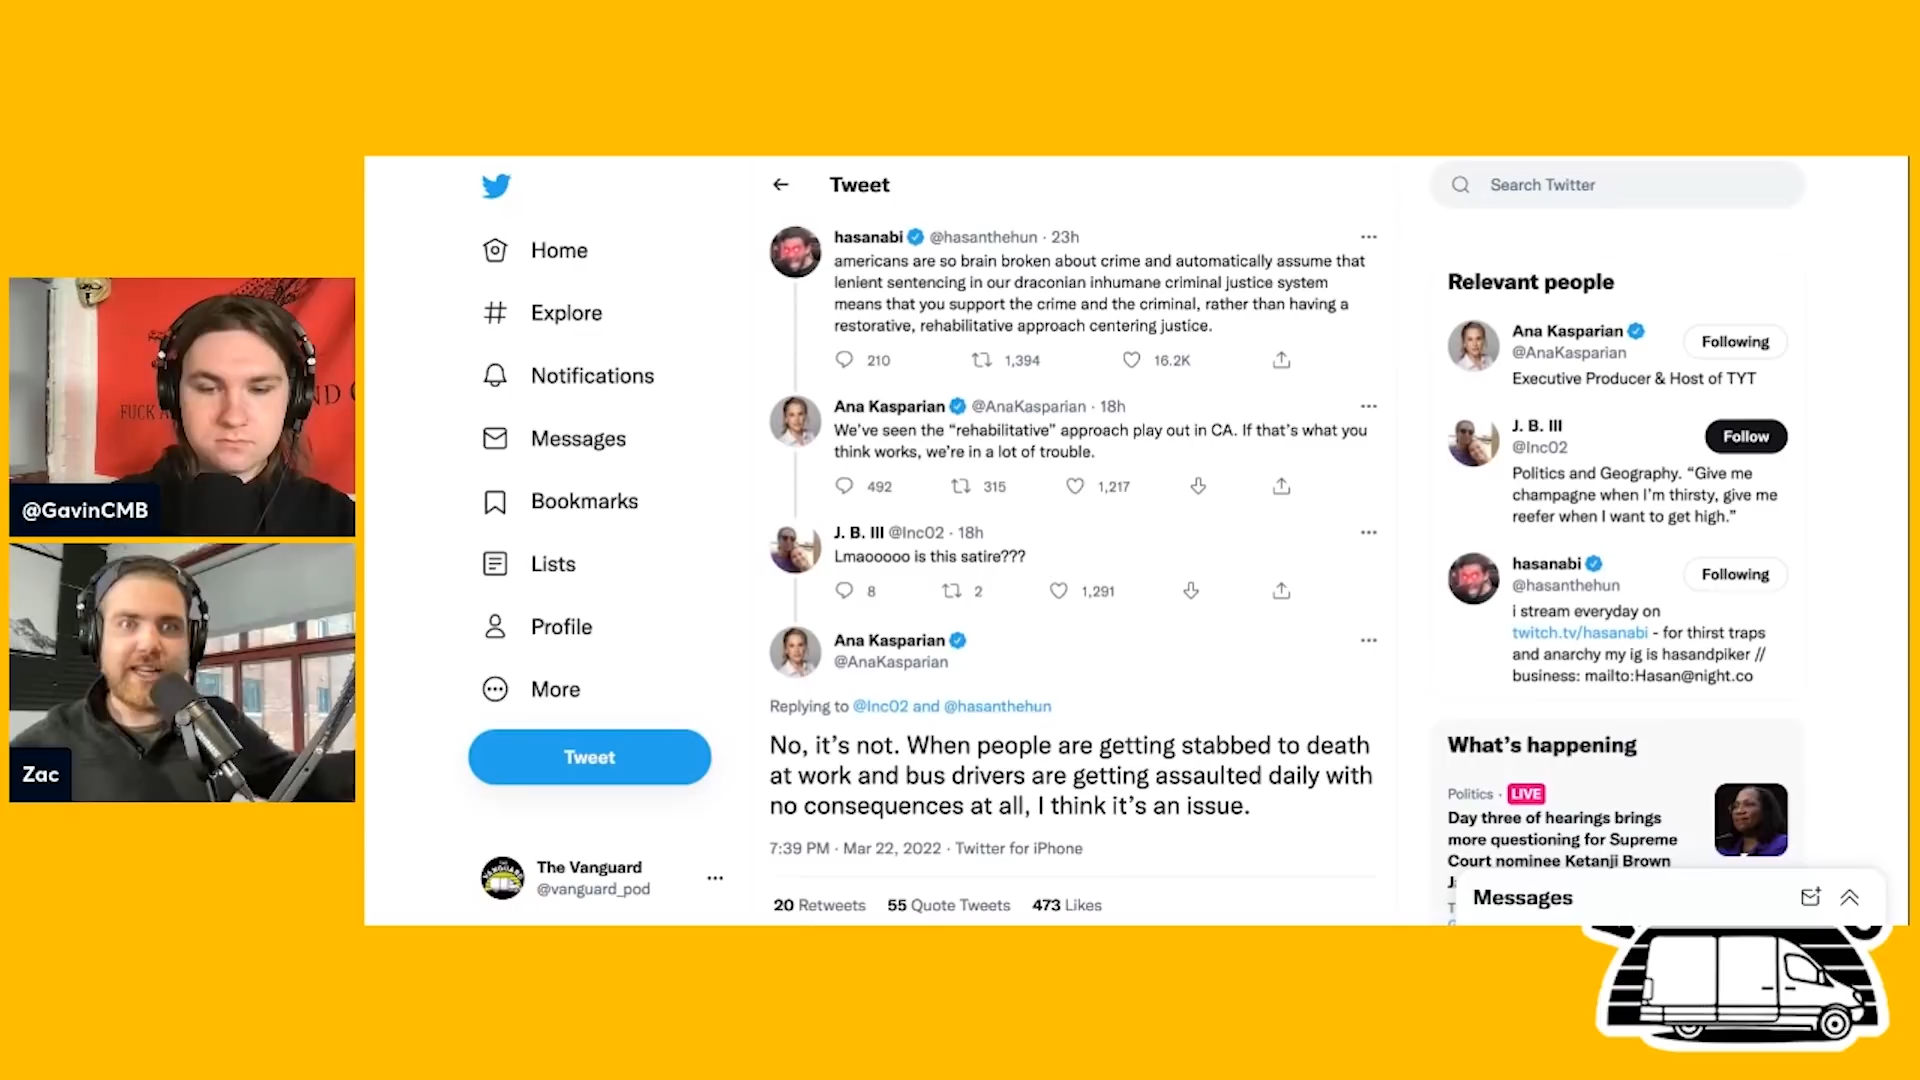 Home
Explore
Notifications
Messages
Bookmarks
Lists
Profile
More
Tweet
The Vanguard
@vanguard_pod
Tweet
hasanabi @hasanthehun · 23h
americans are so brain broken about crime and automatically assume that
lenient sentencing in our draconian inhumane criminal justice system
means that you support the crime and the criminal, rather than having a
restorative, rehabilitative approach centering justice.
210 1,394 16.2K
Ana Kasparian @AnaKasparian · 18h
We’ve seen the “rehabilitative” approach play out in CA. If that’s what you
think works, we’re in a lot of trouble.
492 315 1,217
J. B. III @Inc02 · 18h
Lmaooooo is this satire???
8 2 1,291
Ana Kasparian
@AnaKasparian
Replying to @Inc02 and @hasanthehun
No, it’s not. When people are getting stabbed to death
at work and bus drivers are getting assaulted daily with
no consequences at all, I think it’s an issue.
7:39 PM · Mar 22, 2022 · Twitter for iPhone
20 Retweets 55 Quote Tweets 473 Likes
Search Twitter
Relevant people
Ana Kasparian
@AnaKasparian
Following
Executive Producer & Host of TYT
J. B. III
@Inc02
Follow
Politics and Geography. “Give me
champagne when I’m thirsty, give me
reefer when I want to get high.”
hasanabi
@hasanthehun
Following
i stream everyday on
twitch.tv/hasanabi - for thirst traps
and anarchy my ig is hasandpiker //
business: mailto:Hasan@night.co
What’s happening
Politics · LIVE
Day three of hearings brings
more questioning for Supreme
Court nominee Ketanji Brown
Messages
FUCK
@GavinCMB
Zac